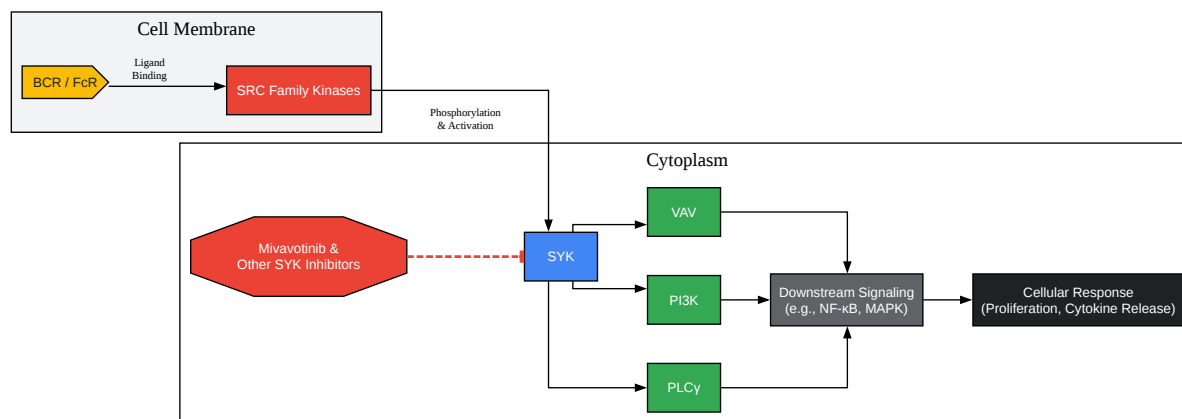 Cell Membrane
BCR / FcR
Ligand
Binding
SRC Family Kinases
Phosphorylation
& Activation
Cytoplasm
Mivavotinib &
Other SYK Inhibitors
SYK
VAV
PI3K
PLCγ
Downstream Signaling
(e.g., NF-κB, MAPK)
Cellular Response
(Proliferation, Cytokine Release)